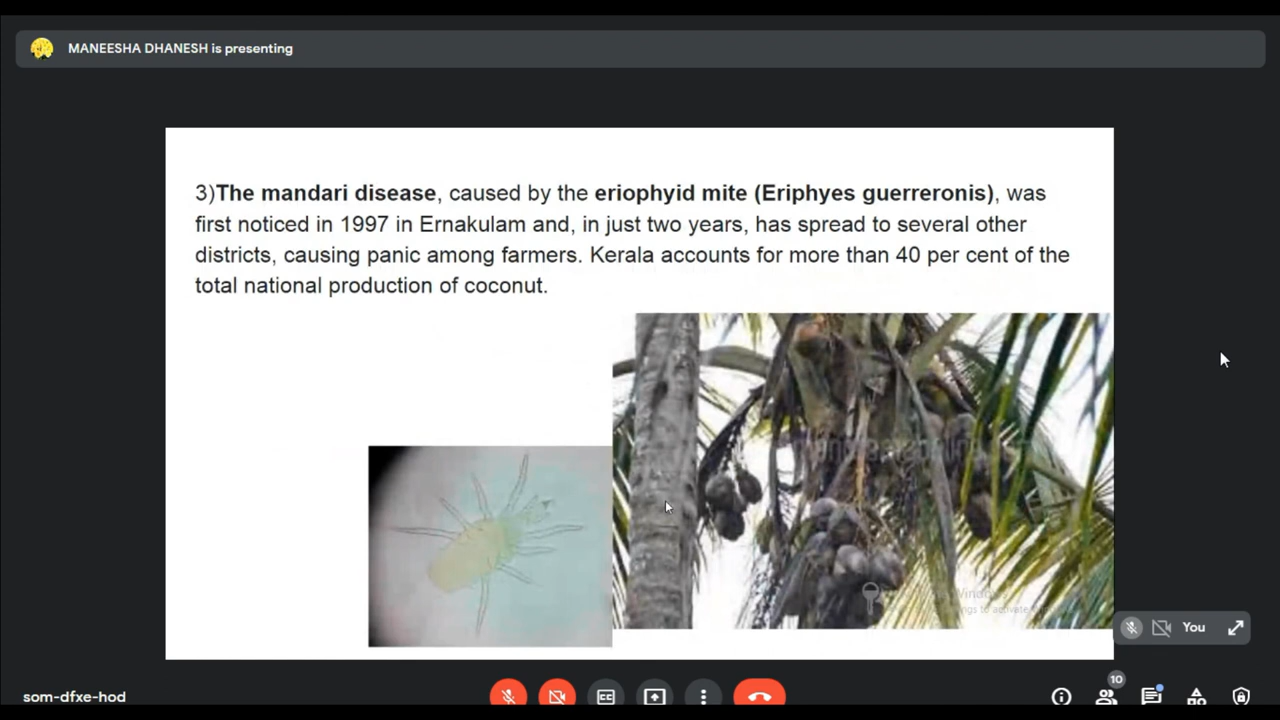 MANEESHA DHANESH is presenting
3)The mandari disease, caused by the eriophyid mite (Eriphyes guerreronis), was
first noticed in 1997 in Ernakulam and, in just two years, has spread to several other
districts, causing panic among farmers. Kerala accounts for more than 40 per cent of the
total national production of coconut.
You
10
som-dfxe-hod
CC